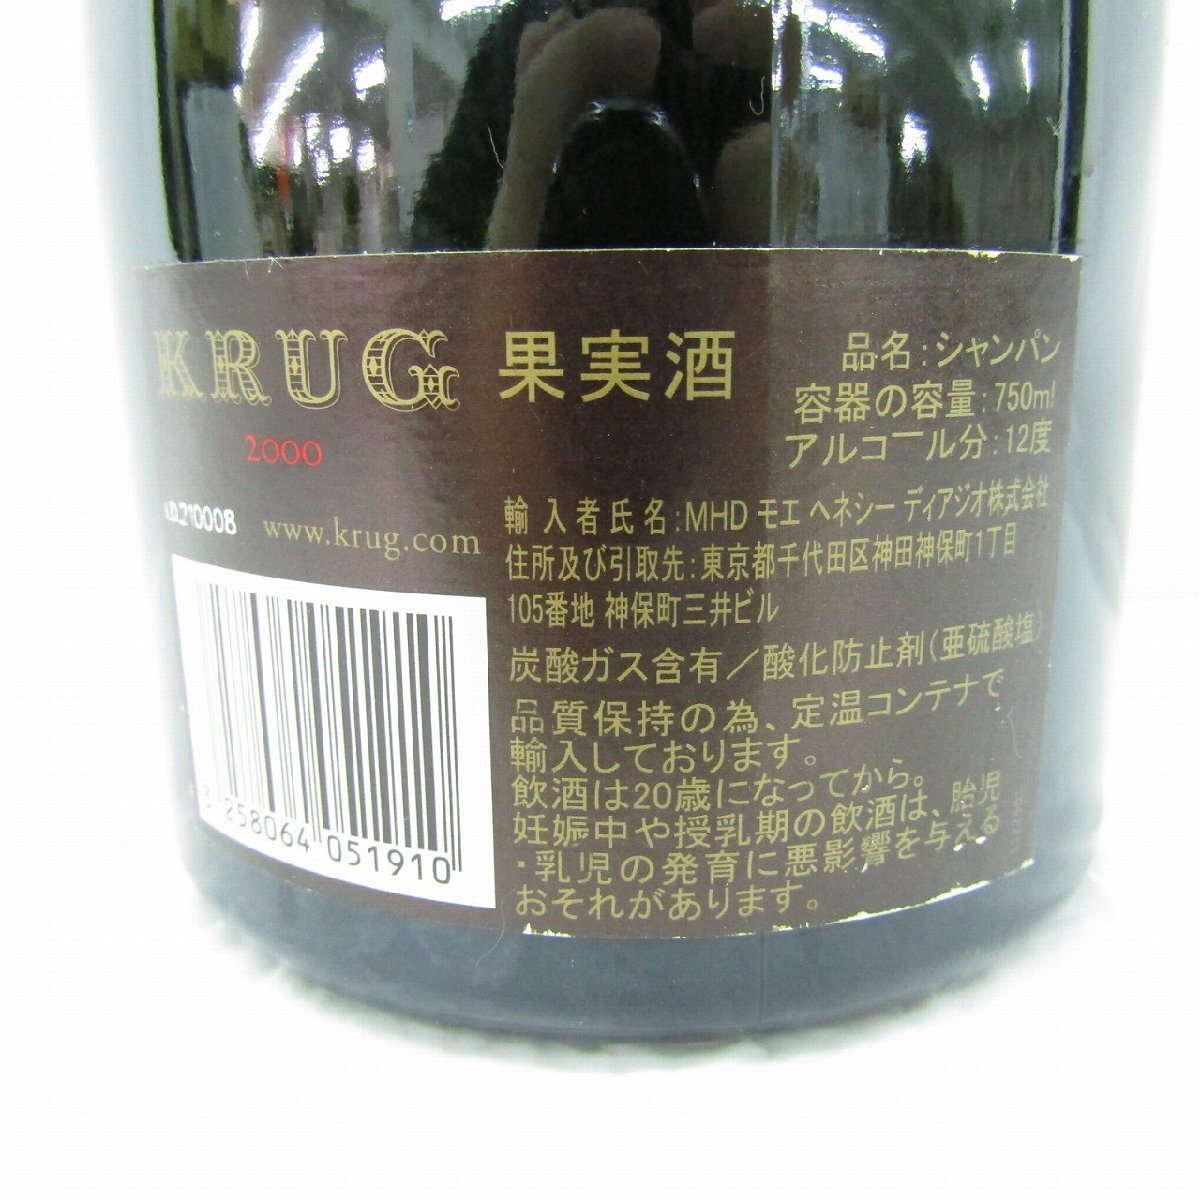 KRUG
2000
210008
www.krug.com
3 258064 051910
果実酒
品名：シャンパン
容器の容量：750ml
アルコール分：12度
輸入者氏名：MHD モエ ヘネシー ディアジオ株式会社
住所及び引取先：東京都千代田区神田神保町1丁目
105番地 神保町三井ビル
炭酸ガス含有／酸化防止剤（亜硫酸塩）
品質保持の為、定温コンテナで
輸入しております。
飲酒は20歳になってから。
妊娠中や授乳期の飲酒は、胎児
・乳児の発育に悪影響を与える
おそれがあります。